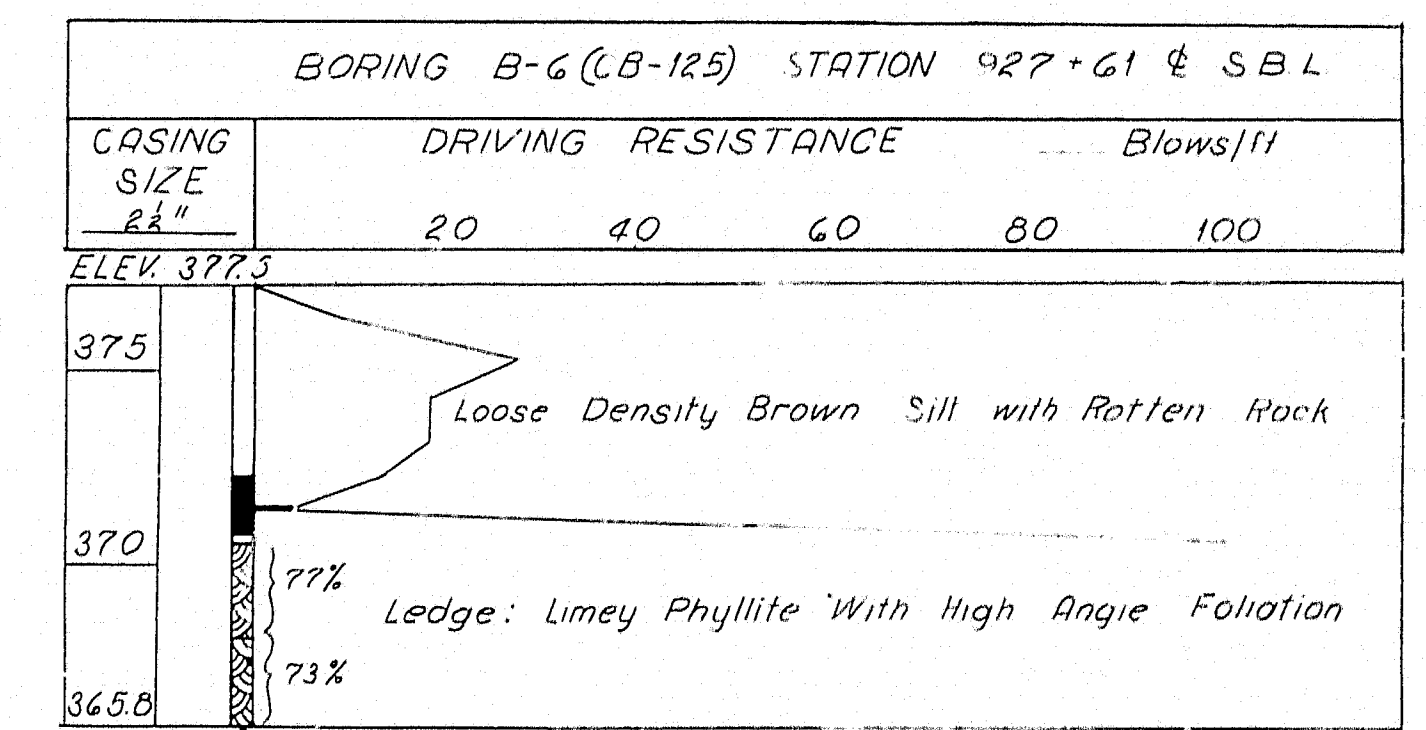 BORING B-6 (CB-125) STATION 927+61 ℄ S.B.L
CASING SIZE 2½"
DRIVING RESISTANCE Blows/ft
20 40 60 80 100
ELEV. 377.5
375
Loose Density Brown Silt with Rotten Rock
370
77%
Ledge: Limey Phyllite With High Angle Foliation
73%
365.8